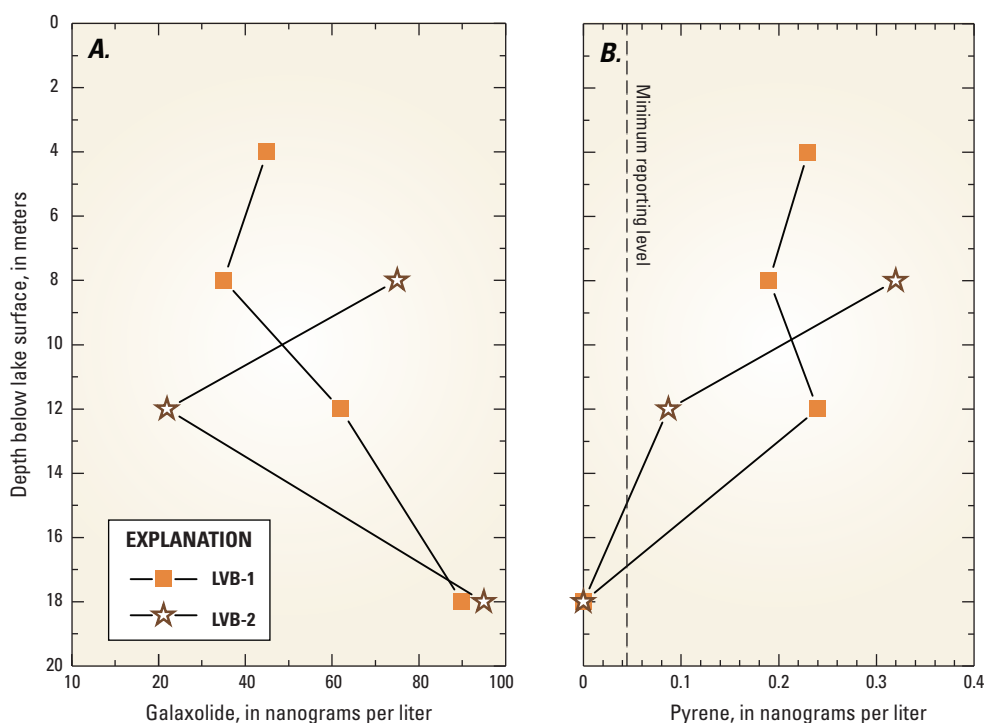 A.
B.
0
2
4
6
8
10
12
14
16
18
20
Depth below lake surface, in meters
Minimum reporting level
EXPLANATION
LVB-1
LVB-2
10 20 40 60 80 100
Galaxolide, in nanograms per liter
0 0.1 0.2 0.3 0.4
Pyrene, in nanograms per liter